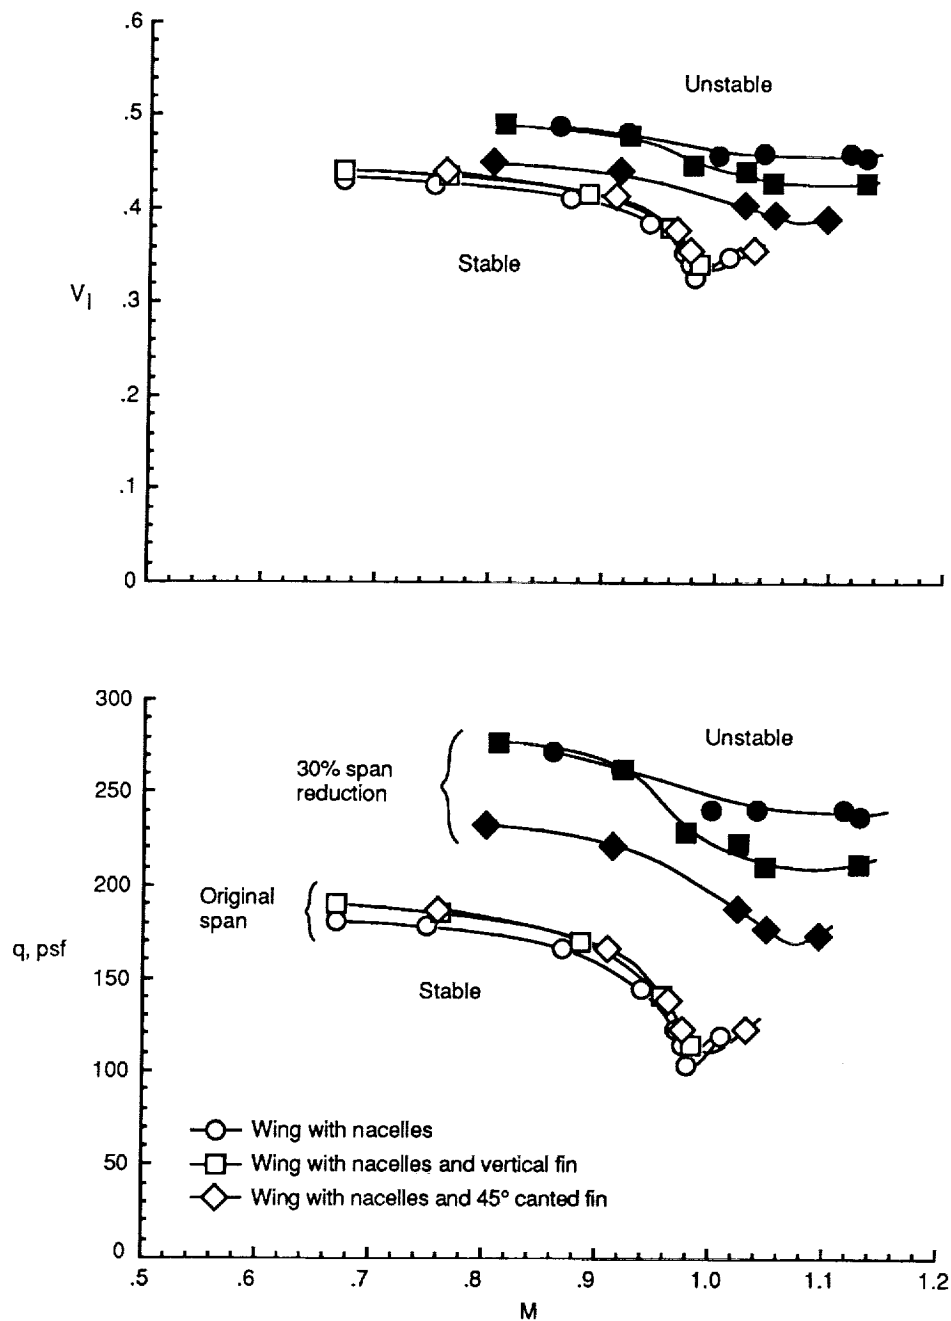 .6
Unstable
.5
.4
Stable
V_I
.3
.2
.1
0
300
Unstable
30% span
reduction
250
200
Original
span
q, psf
150
Stable
100
Wing with nacelles
50
Wing with nacelles and vertical fin
Wing with nacelles and 45° canted fin
0
.5 .6 .7 .8 .9 1.0 1.1 1.2
M